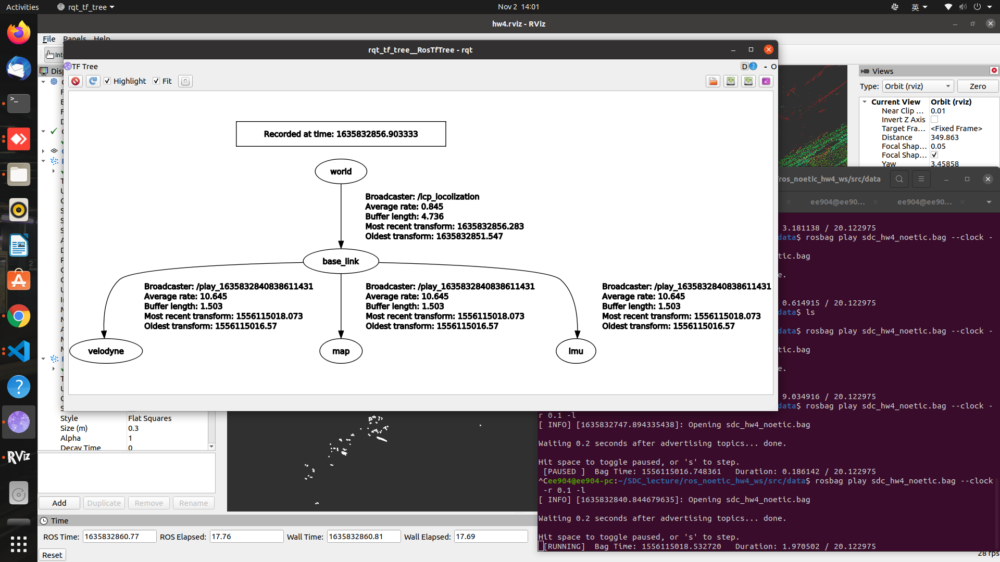 Activities
rqt_tf_tree
Nov 2 14:01
英
hw4.rviz - RViz
File Panels Help
rqt_tf_tree__RosTfTree - rqt
TF Tree
D
- O
Highlight
Fit
Recorded at time: 1635832856.903333
world
Broadcaster: /icp_locolization
Average rate: 0.845
Buffer length: 4.736
Most recent transform: 1635832856.283
Oldest transform: 1635832851.547
base_link
Broadcaster: /play_1635832840838611431
Average rate: 10.645
Buffer length: 1.503
Most recent transform: 1556115018.073
Oldest transform: 1556115016.57
Broadcaster: /play_1635832840838611431
Average rate: 10.645
Buffer length: 1.503
Most recent transform: 1556115018.073
Oldest transform: 1556115016.57
Broadcaster: /play_1635832840838611431
Average rate: 10.645
Buffer length: 1.503
Most recent transform: 1556115018.073
Oldest transform: 1556115016.57
velodyne
map
imu
Views
Type: Orbit (rviz)
Zero
Current View Orbit (rviz)
Near Clip ... 0.01
Invert Z Axis
Target Fra... <Fixed Frame>
Distance 349.863
Focal Shap... 0.05
Focal Shap...
Yaw 3.45858
/ros_noetic_hw4_ws/src/data
ee904@ee90...
ee904@ee90...
3.181138 / 20.122975
data$ rosbag play sdc_hw4_noetic.bag --clock -
tic.bag
e.
0.614915 / 20.122975
data$ ls
data$ rosbag play sdc_hw4_noetic.bag --clock -
tic.bag
e.
9.034916 / 20.122975
data$ rosbag play sdc_hw4_noetic.bag --clock -
r 0.1 -l
[ INFO] [1635832747.894335438]: Opening sdc_hw4_noetic.bag
Waiting 0.2 seconds after advertising topics... done.
Hit space to toggle paused, or 's' to step.
[PAUSED ] Bag Time: 1556115016.748361 Duration: 0.186142 / 20.122975
^Cee904@ee904-pc:~/SDC_lecture/ros_noetic_hw4_ws/src/data$ rosbag play sdc_hw4_noetic.bag --clock
-r 0.1 -l
[ INFO] [1635832840.844679635]: Opening sdc_hw4_noetic.bag
Waiting 0.2 seconds after advertising topics... done.
Hit space to toggle paused, or 's' to step.
[RUNNING] Bag Time: 1556115018.532720 Duration: 1.970502 / 20.122975
Style Flat Squares
Size (m) 0.3
Alpha 1
Decay Time 0
Add
Duplicate
Remove
Rename
RViz
Time
ROS Time: 1635832860.77 ROS Elapsed: 17.76 Wall Time: 1635832860.81 Wall Elapsed: 17.69
Reset
28 fps